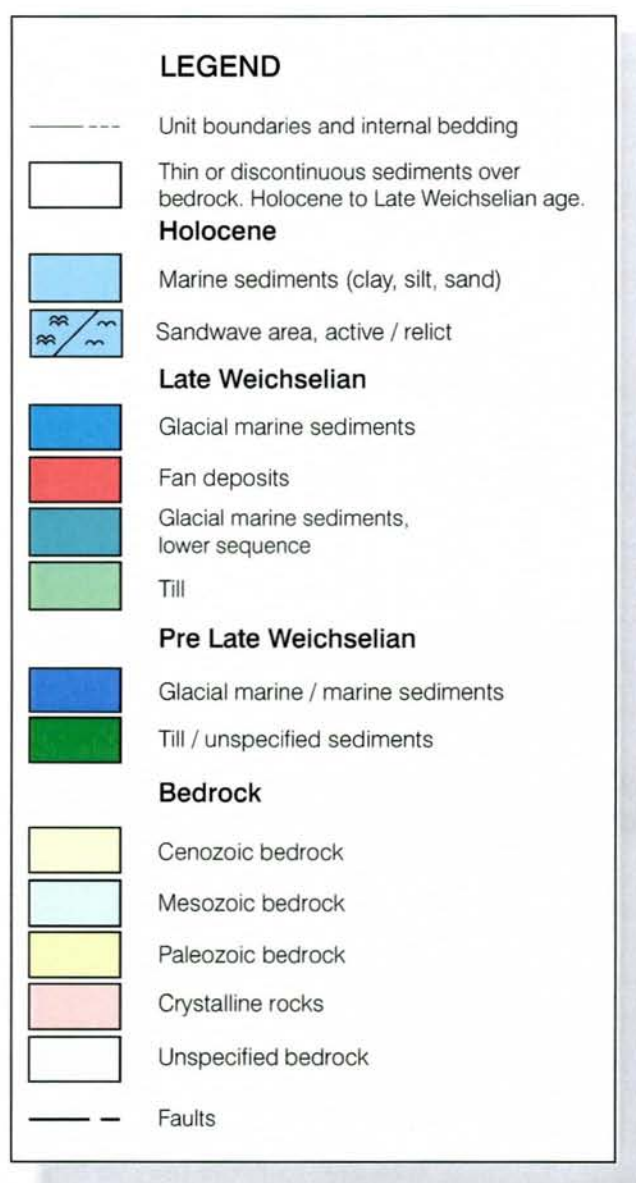 LEGEND
Unit boundaries and internal bedding
Thin or discontinuous sediments over
bedrock. Holocene to Late Weichselian age.
Holocene
Marine sediments (clay, silt, sand)
Sandwave area, active / relict
Late Weichselian
Glacial marine sediments
Fan deposits
Glacial marine sediments,
lower sequence
Till
Pre Late Weichselian
Glacial marine / marine sediments
Till / unspecified sediments
Bedrock
Cenozoic bedrock
Mesozoic bedrock
Paleozoic bedrock
Crystalline rocks
Unspecified bedrock
Faults